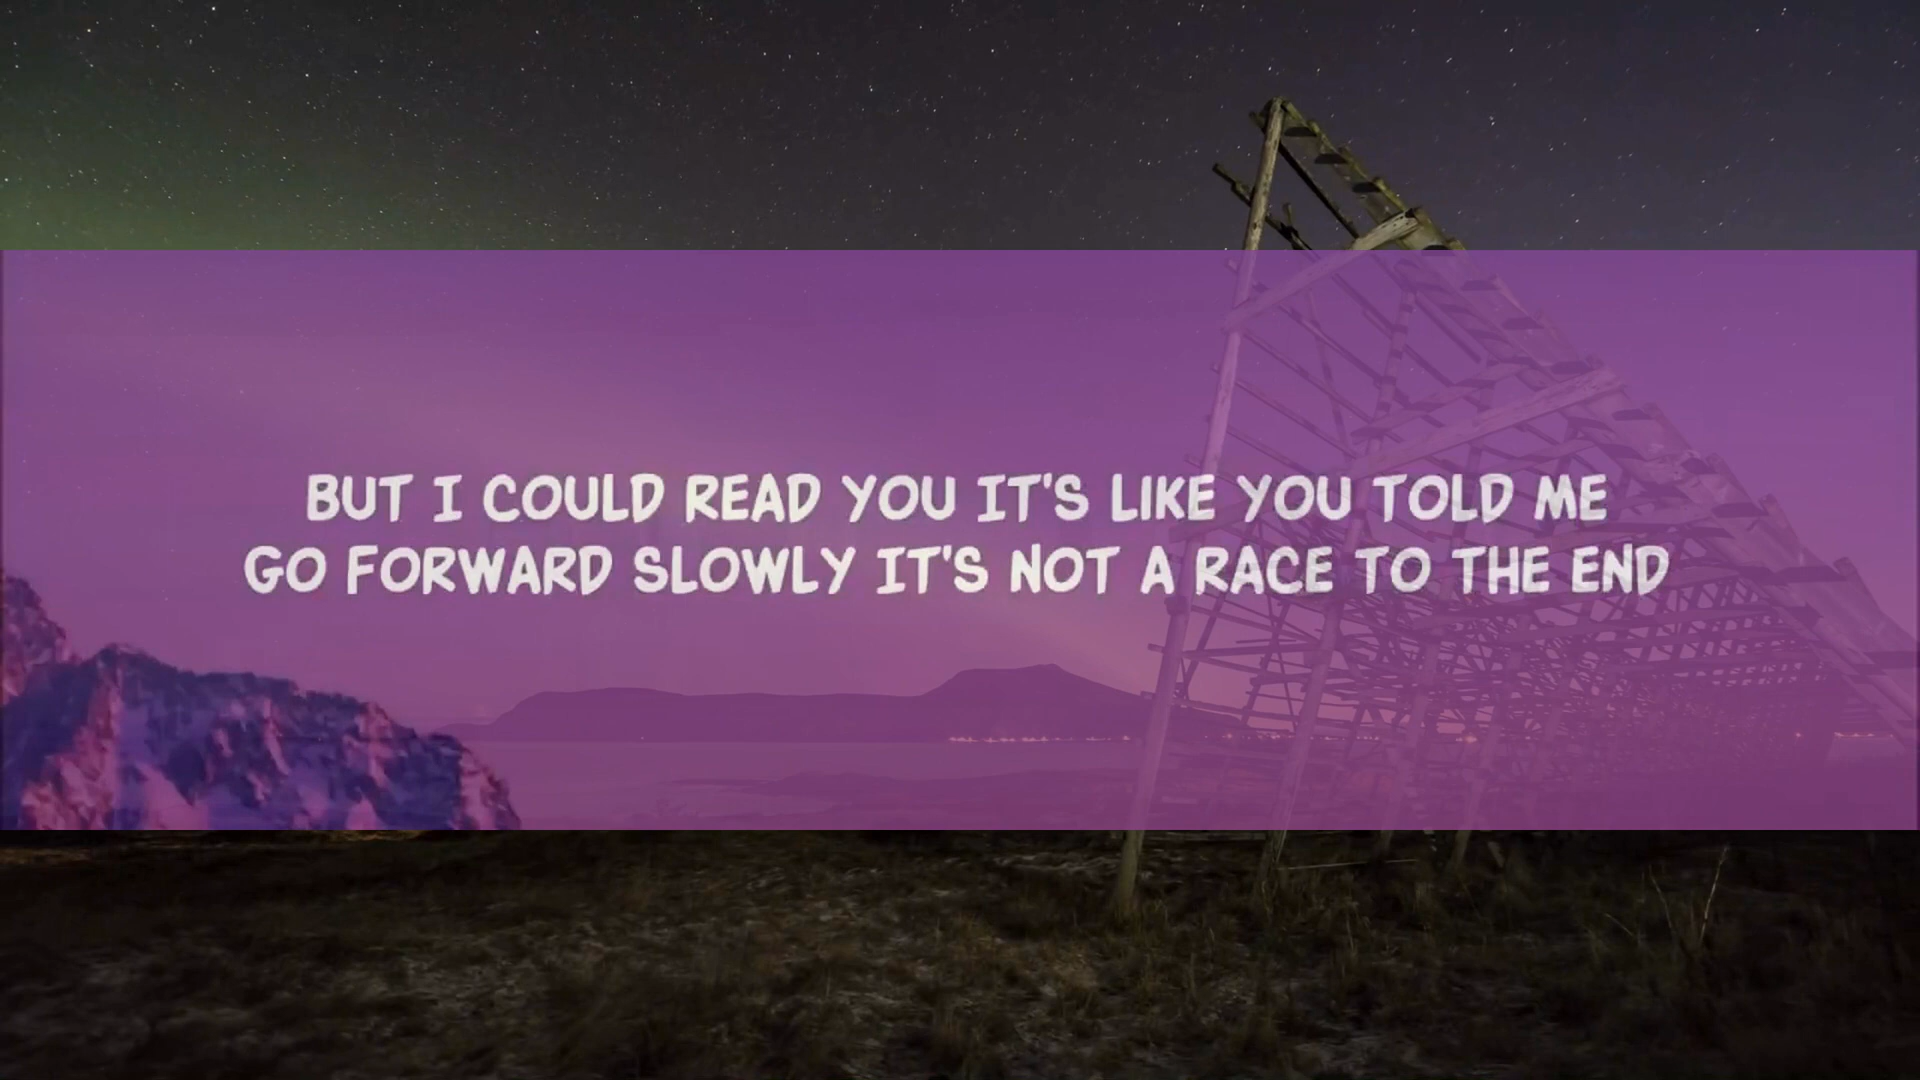 BUT I COULD READ YOU IT'S LIKE YOU TOLD ME
GO FORWARD SLOWLY IT'S NOT A RACE TO THE END